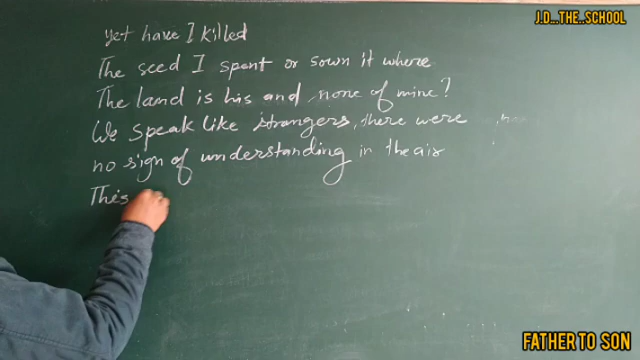 J.D...THE..SCHOOL
yet have I killed
The seed I spent or sown it where
The land is his and none of mine?
We speak like strangers, there were
no sign of understanding in the air
This
FATHER TO SON